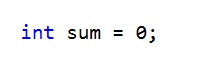 int sum = 0;